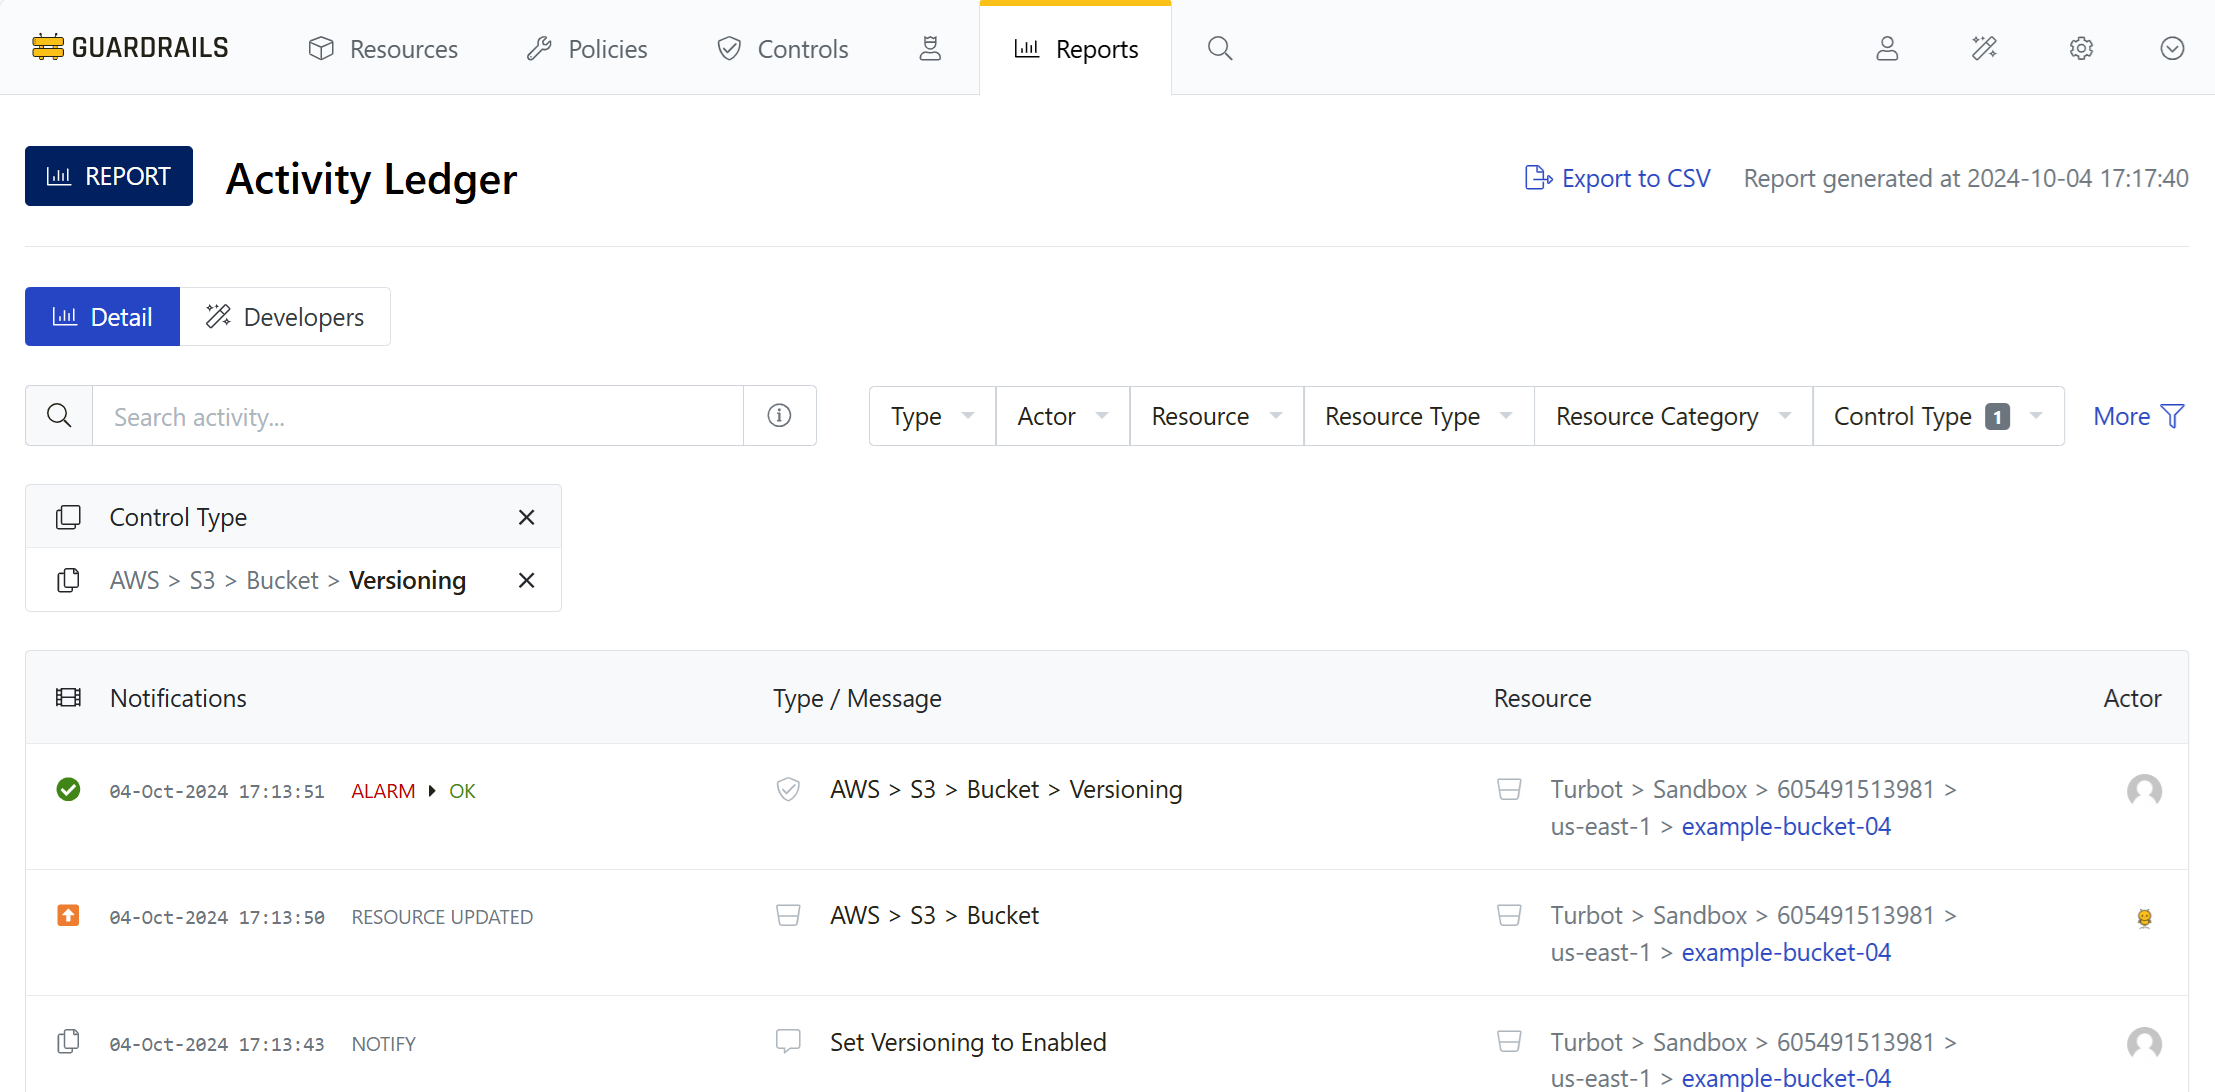 GUARDRAILS Resources Policies Controls Reports
REPORT Activity Ledger Export to CSV Report generated at 2024-10-04 17:17:40
Detail Developers
Search activity... Type Actor Resource Resource Type Resource Category Control Type 1 More
Control Type
AWS > S3 > Bucket > Versioning
Notifications Type / Message Resource Actor
04-Oct-2024 17:13:51 ALARM OK AWS > S3 > Bucket > Versioning Turbot > Sandbox > 605491513981 >
us-east-1 > example-bucket-04
04-Oct-2024 17:13:50 RESOURCE UPDATED AWS > S3 > Bucket Turbot > Sandbox > 605491513981 >
us-east-1 > example-bucket-04
04-Oct-2024 17:13:43 NOTIFY Set Versioning to Enabled Turbot > Sandbox > 605491513981 >
us-east-1 > example-bucket-04